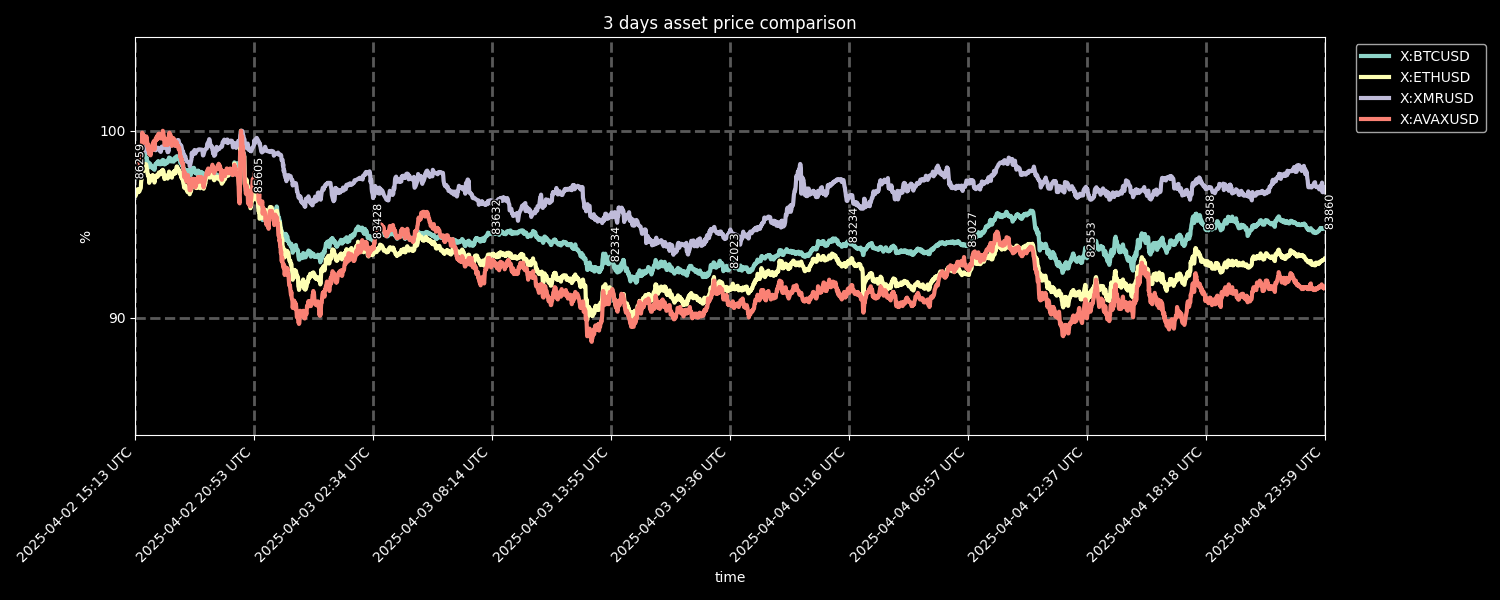 3 days asset price comparison
X:BTCUSD
X:ETHUSD
X:XMRUSD
X:AVAXUSD
100
90
%
86259
85605
83428
83632
82334
82023
83234
83027
82553
83858
83860
2025-04-02 15:13 UTC
2025-04-02 20:53 UTC
2025-04-03 02:34 UTC
2025-04-03 08:14 UTC
2025-04-03 13:55 UTC
2025-04-03 19:36 UTC
2025-04-04 01:16 UTC
2025-04-04 06:57 UTC
2025-04-04 12:37 UTC
2025-04-04 18:18 UTC
2025-04-04 23:59 UTC
time